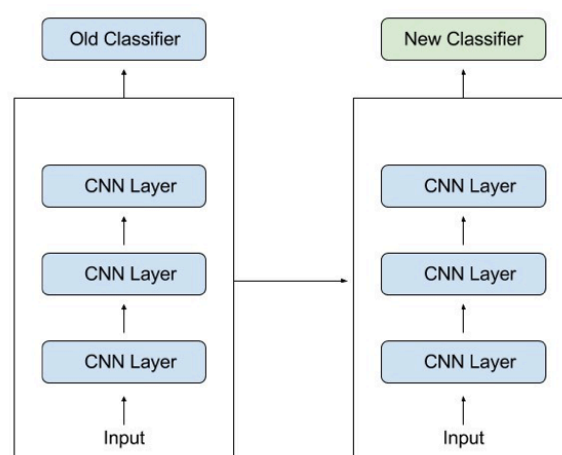 Old Classifier
CNN Layer
CNN Layer
CNN Layer
Input
New Classifier
CNN Layer
CNN Layer
CNN Layer
Input